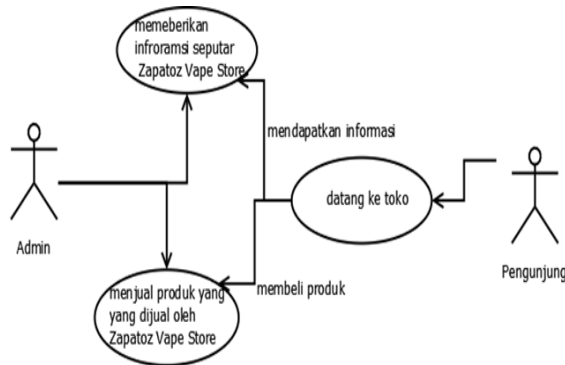 memeberikan
infroramsi seputar
Zapatoz Vape Store
mendapatkan informasi
datang ke toko
Admin
Pengunjung
membeli produk
menjual produk yang
yang dijual oleh
Zapatoz Vape Store